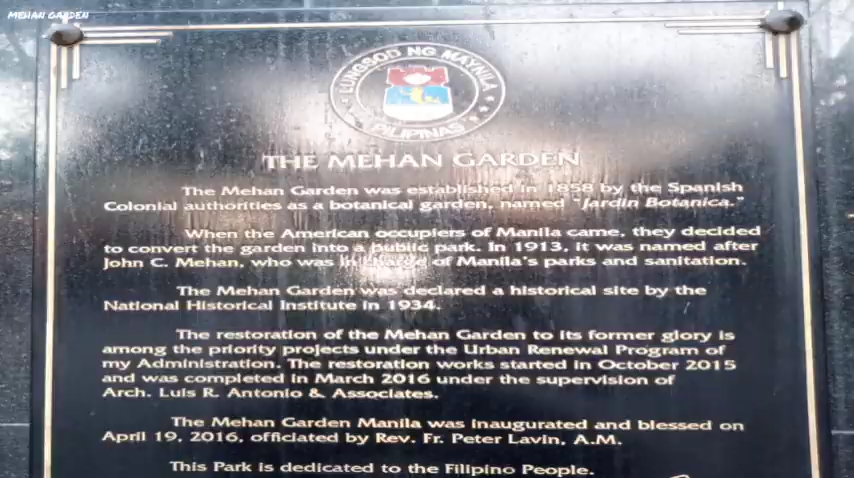 MEHAN GARDEN
LUNGSOD NG MAYNILA
PILIPINAS
THE MEHAN GARDEN
The Mehan Garden was established in 1858 by the Spanish
Colonial authorities as a botanical garden, named "Jardin Botanica."
When the American occupiers of Manila came, they decided
to convert the garden into a public park. In 1913, it was named after
John C. Mehan, who was in charge of Manila's parks and sanitation.
The Mehan Garden was declared a historical site by the
National Historical Institute in 1934.
The restoration of the Mehan Garden to its former glory is
among the priority projects under the Urban Renewal Program of
my Administration. The restoration works started in October 2015
and was completed in March 2016 under the supervision of
Arch. Luis R. Antonio & Associates.
The Mehan Garden Manila was inaugurated and blessed on
April 19, 2016, officiated by Rev. Fr. Peter Lavin, A.M.
This Park is dedicated to the Filipino People.